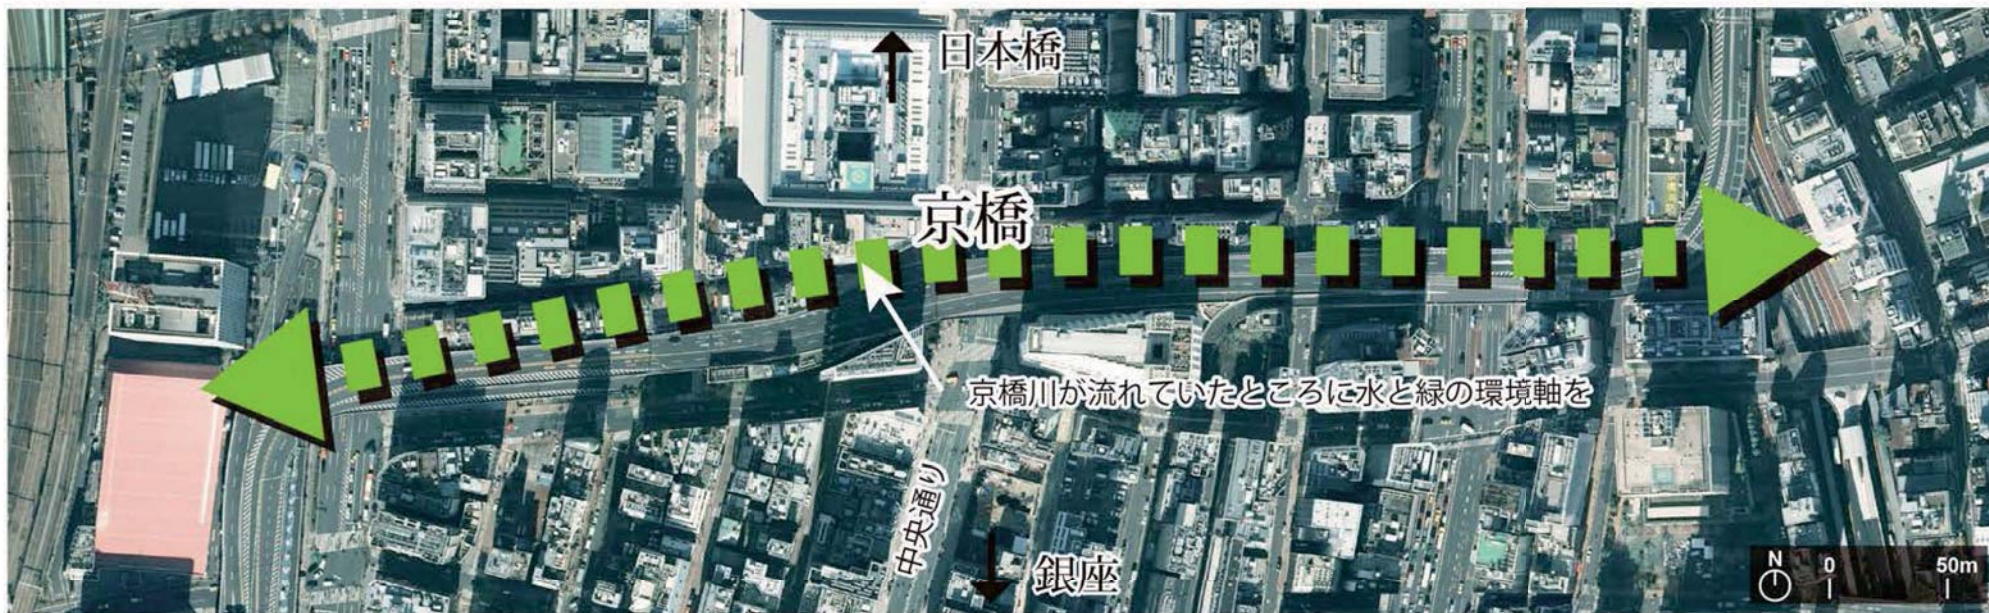 日本橋
京橋
京橋川が流れていたところに水と緑の環境軸を
中央通り
銀座
N
0
50m